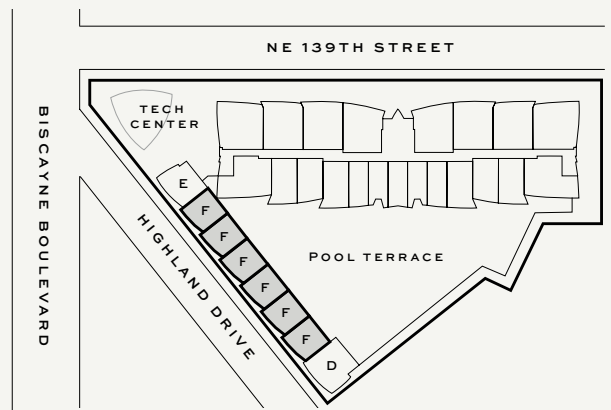 NE 139TH STREET
BISCAYNE BOULEVARD
TECH
CENTER
E
F
F
F
F
F
F
D
HIGHLAND DRIVE
POOL TERRACE